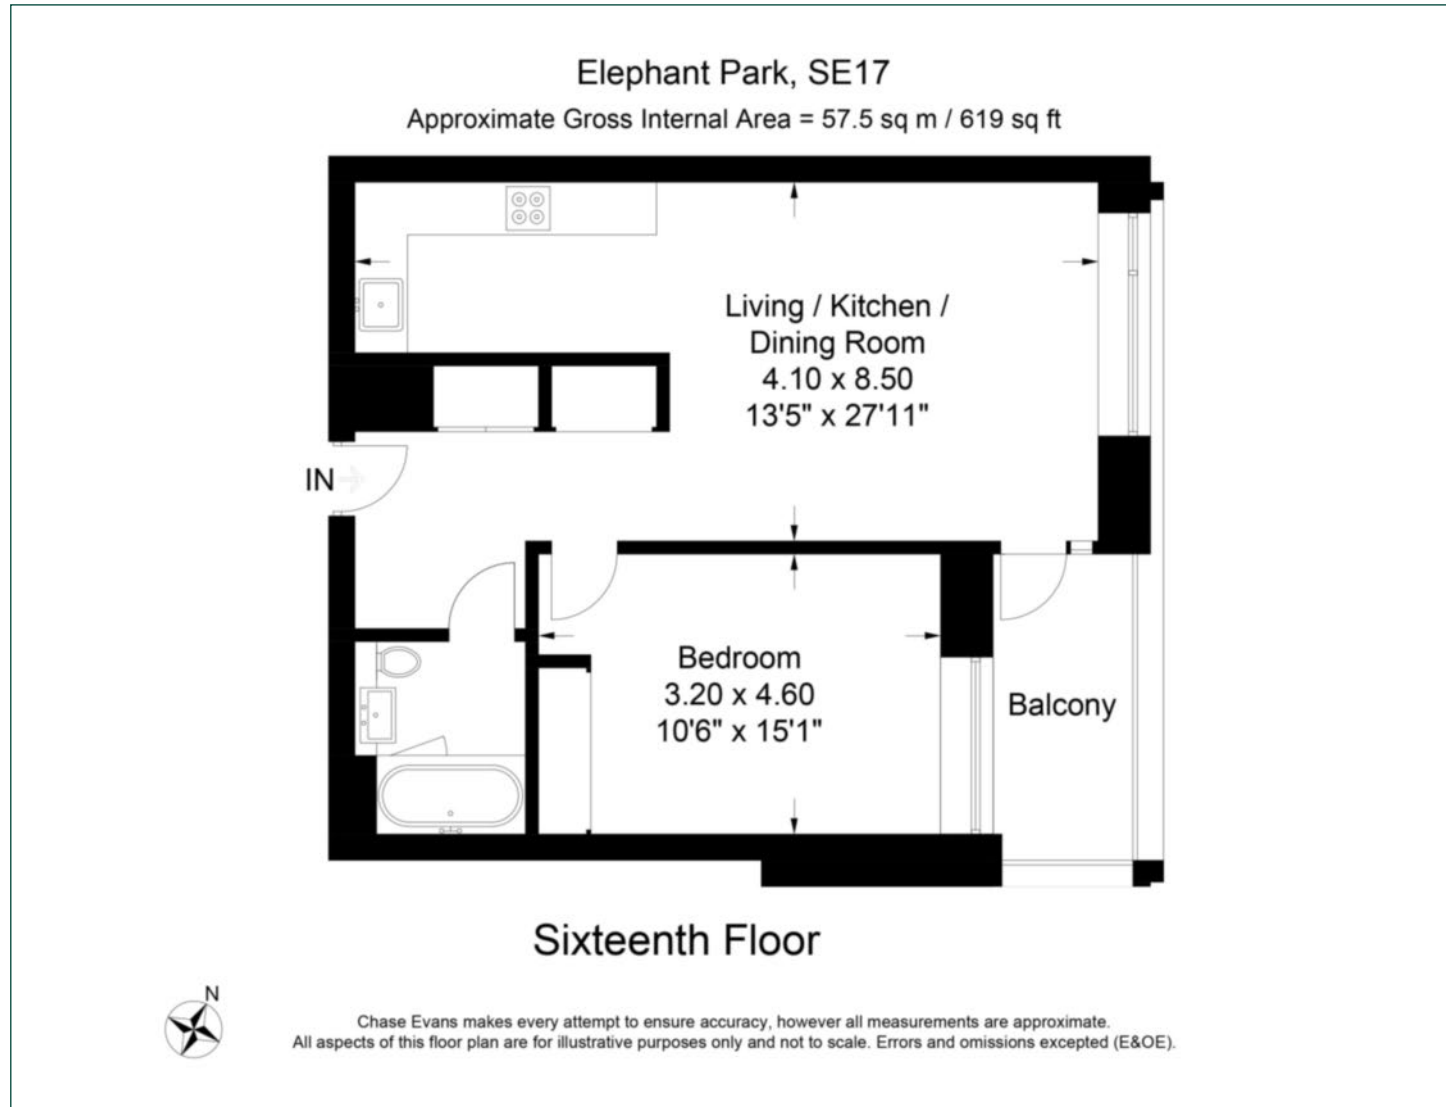 Elephant Park, SE17
Approximate Gross Internal Area = 57.5 sq m / 619 sq ft
Living / Kitchen /
Dining Room
4.10 x 8.50
13'5" x 27'11"
IN
Bedroom
3.20 x 4.60
10'6" x 15'1"
Balcony
Sixteenth Floor
N
Chase Evans makes every attempt to ensure accuracy, however all measurements are approximate.
All aspects of this floor plan are for illustrative purposes only and not to scale. Errors and omissions excepted (E&OE).